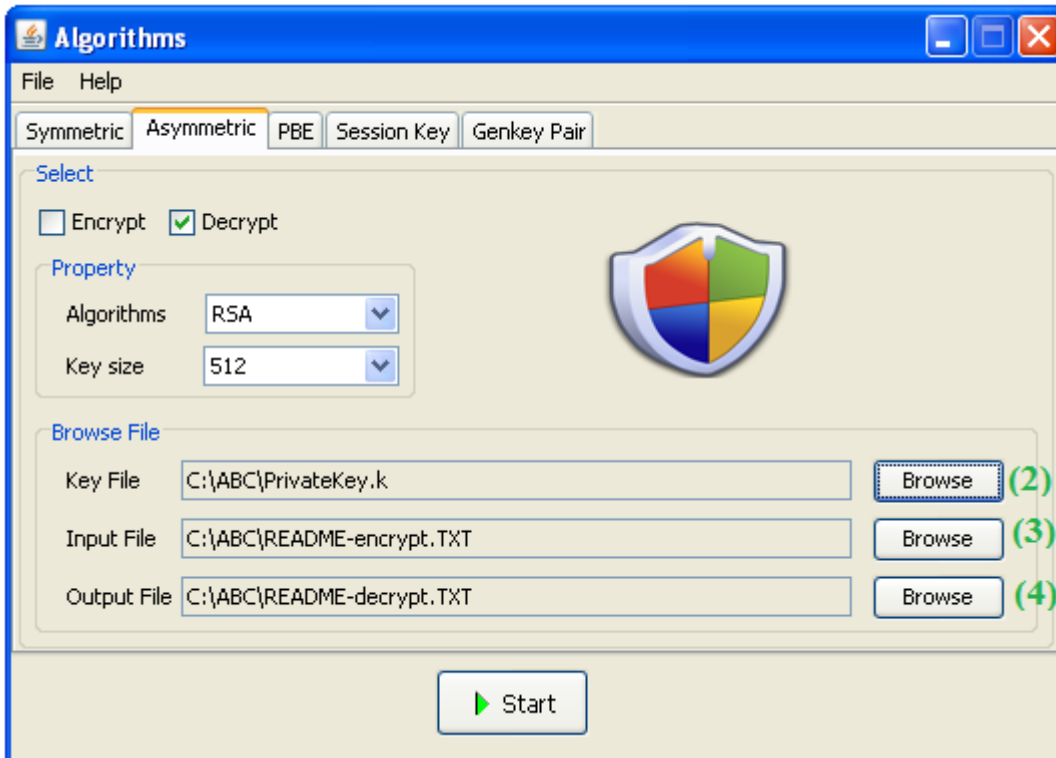 Algorithms
File Help
Symmetric Asymmetric PBE Session Key Genkey Pair
Select
Encrypt Decrypt
Property
Algorithms RSA
Key size 512
Browse File
Key File C:\ABC\PrivateKey.k Browse (2)
Input File C:\ABC\README-encrypt.TXT Browse (3)
Output File C:\ABC\README-decrypt.TXT Browse (4)
Start